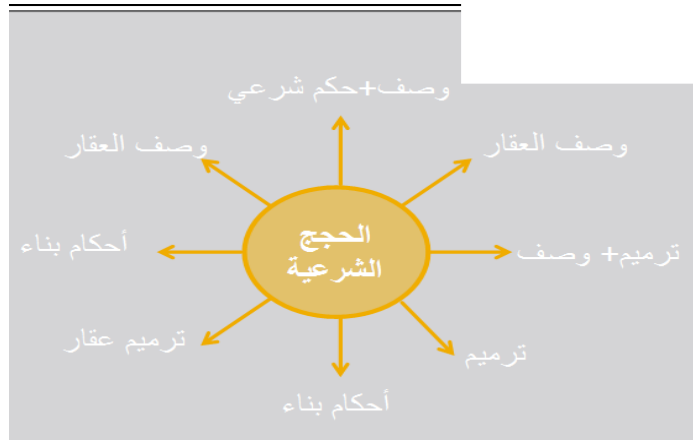 وصف+حكم شرعي
وصف العقار
وصف العقار
الحجج
الشرعية
أحكام بناء
ترميم+ وصف
ترميم عقار
ترميم
أحكام بناء